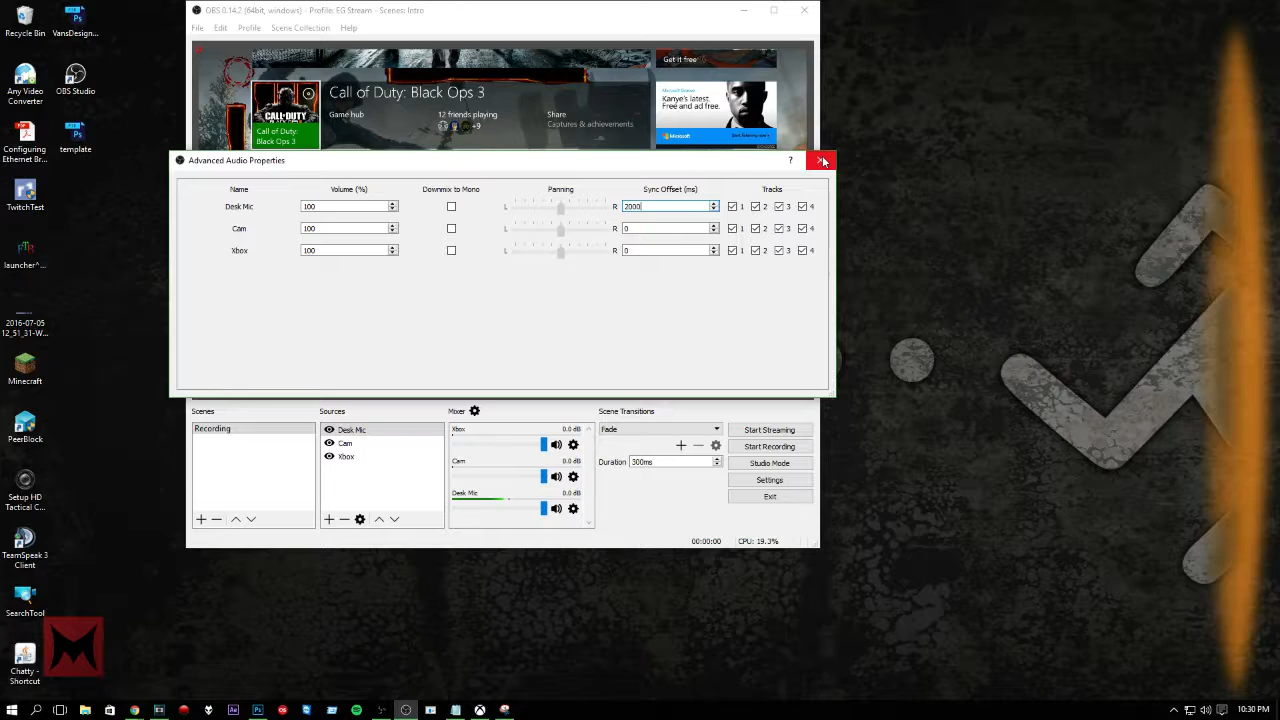 Recycle Bin
VansDesign...
Any Video
Converter
OBS Studio
Configuring
Ethernet Br...
template
TwitchTest
launcher^...
2016-07-05
12_51_31-W...
Minecraft
PeerBlock
Setup HD
Tactical C...
TeamSpeak 3
Client
SearchTool
Chatty -
Shortcut
OBS 0.14.2 (64bit, windows) - Profile: EG Stream - Scenes: Intro
File Edit Profile Scene Collection Help
Call of Duty: Black Ops 3
Game hub
12 friends playing
+9
Share
Captures & achievements
Call of Duty:
Black Ops 3
Get it free
Microsoft Groove
Kanye's latest.
Free and ad free.
Microsoft
Advanced Audio Properties
?
Name Volume (%) Downmix to Mono Panning Sync Offset (ms) Tracks
Desk Mic 100 L R 2000 1 2 3 4
Cam 100 L R 0 1 2 3 4
Xbox 100 L R 0 1 2 3 4
Scenes Sources Mixer Scene Transitions
Recording
Desk Mic
Cam
Xbox
Xbox 0.0 dB
Cam 0.0 dB
Desk Mic 0.0 dB
Fade
Duration 300ms
Start Streaming
Start Recording
Studio Mode
Settings
Exit
00:00:00 CPU: 19.3%
10:30 PM